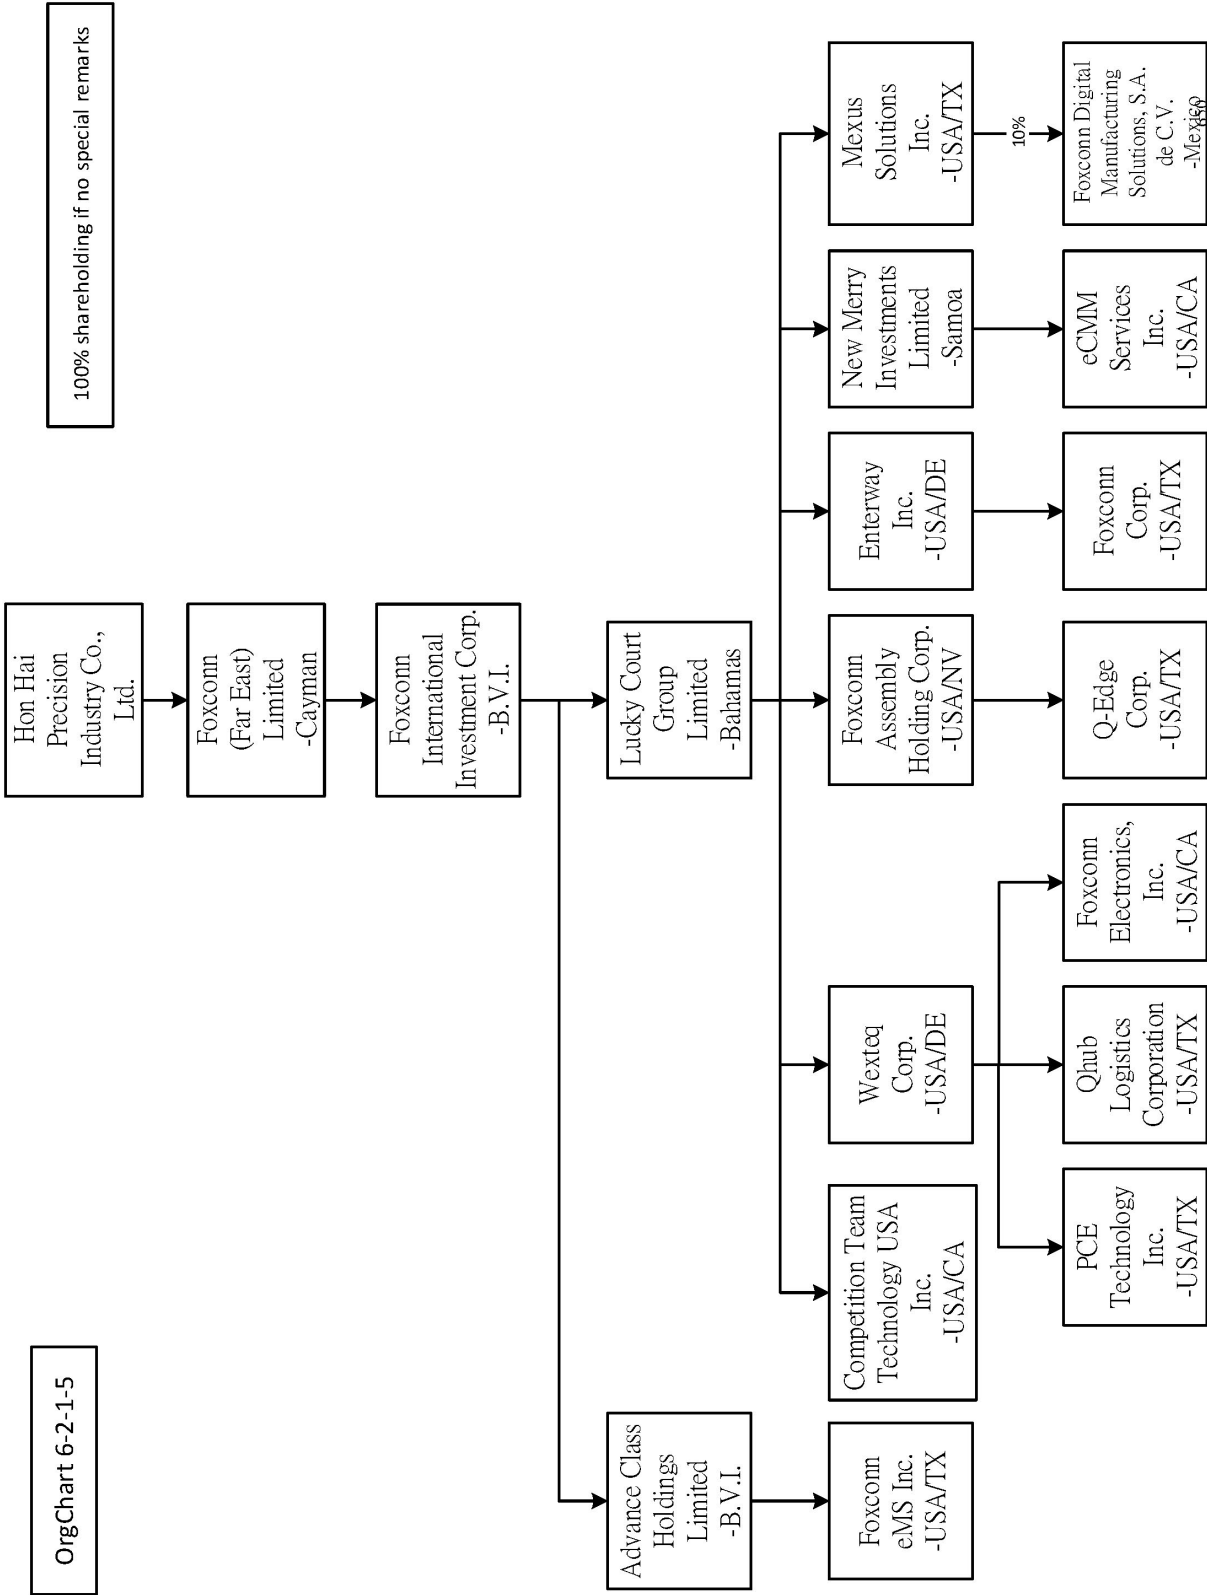 OrgChart 6-2-1-5
100% shareholding if no special remarks
Hon Hai
Precision
Industry Co.,
Ltd.
Foxconn
(Far East)
Limited
-Cayman
Foxconn
International
Investment Corp.
-B.V.I.
Advance Class
Holdings
Limited
-B.V.I.
Lucky Court
Group
Limited
-Bahamas
Foxconn
eMS Inc.
-USA/TX
Competition Team
Technology USA
Inc.
-USA/CA
Wexteq
Corp.
-USA/DE
Foxconn
Assembly
Holding Corp.
-USA/NV
Enterway
Inc.
-USA/DE
New Merry
Investments
Limited
-Samoa
Mexus
Solutions
Inc.
-USA/TX
10%
PCE
Technology
Inc.
-USA/TX
Qhub
Logistics
Corporation
-USA/TX
Foxconn
Electronics,
Inc.
-USA/CA
Q-Edge
Corp.
-USA/TX
Foxconn
Corp.
-USA/TX
eCMM
Services
Inc.
-USA/CA
Foxconn Digital
Manufacturing
Solutions, S.A.
de C.V.
-Mexico